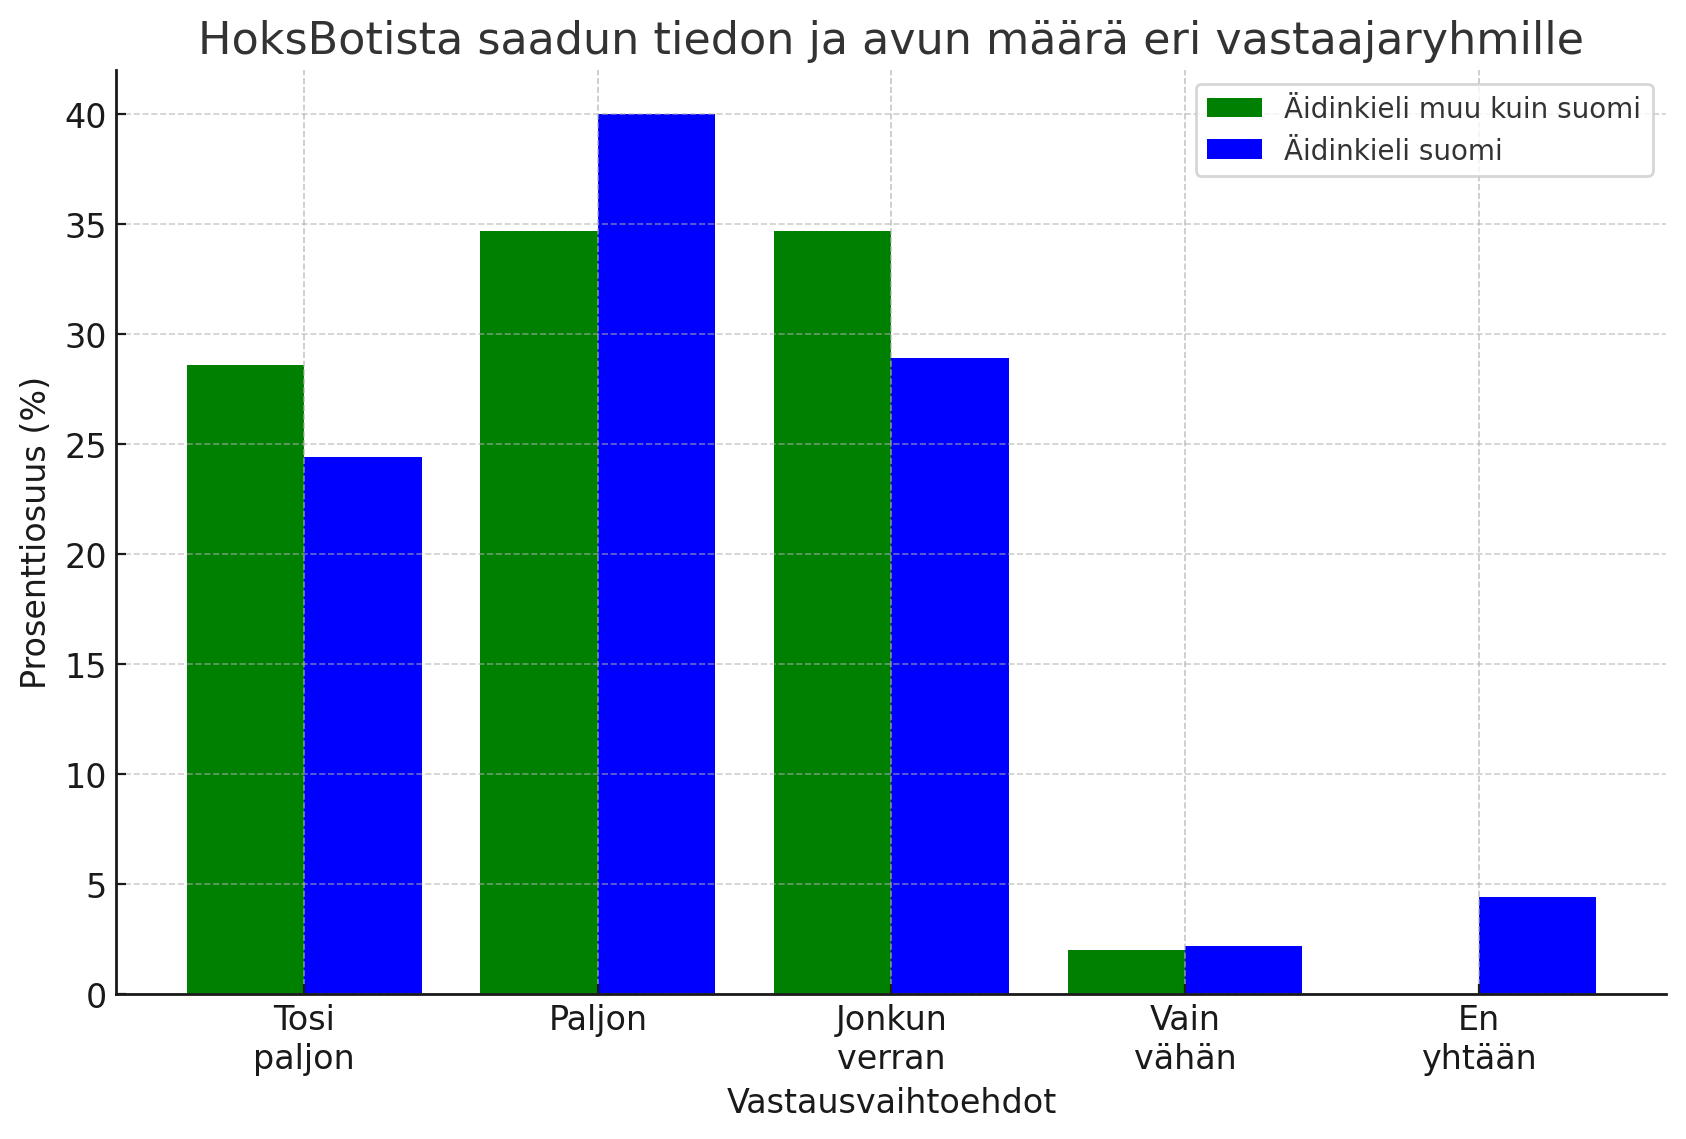 HoksBotista saadun tiedon ja avun määrä eri vastaajaryhmille
Äidinkieli muu kuin suomi
Äidinkieli suomi
Prosenttiosuus (%)
40
35
30
25
20
15
10
5
0
Tosi
paljon
Paljon
Jonkun
verran
Vain
vähän
En
yhtään
Vastausvaihtoehdot